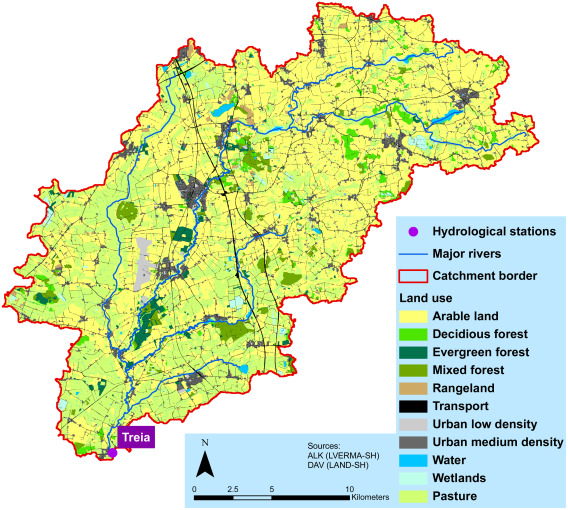 Hydrological stations
Major rivers
Catchment border
Land use
Arable land
Decidious forest
Evergreen forest
Mixed forest
Rangeland
Transport
Urban low density
Urban medium density
Water
Wetlands
Pasture
Treia
N
Sources:
ALK (LVERMA-SH)
DAV (LAND-SH)
0 2.5 5 10
Kilometers